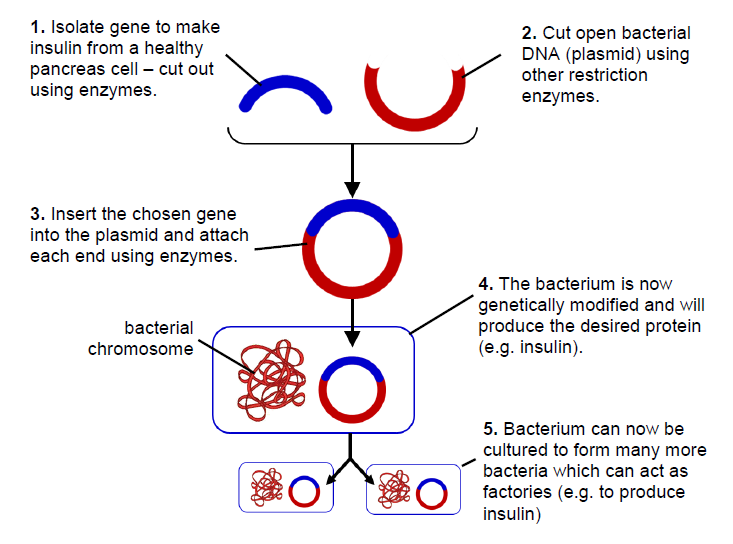 1. Isolate gene to make
insulin from a healthy
pancreas cell – cut out
using enzymes.
2. Cut open bacterial
DNA (plasmid) using
other restriction
enzymes.
3. Insert the chosen gene
into the plasmid and attach
each end using enzymes.
4. The bacterium is now
genetically modified and will
produce the desired protein
(e.g. insulin).
bacterial
chromosome
5. Bacterium can now be
cultured to form many more
bacteria which can act as
factories (e.g. to produce
insulin)